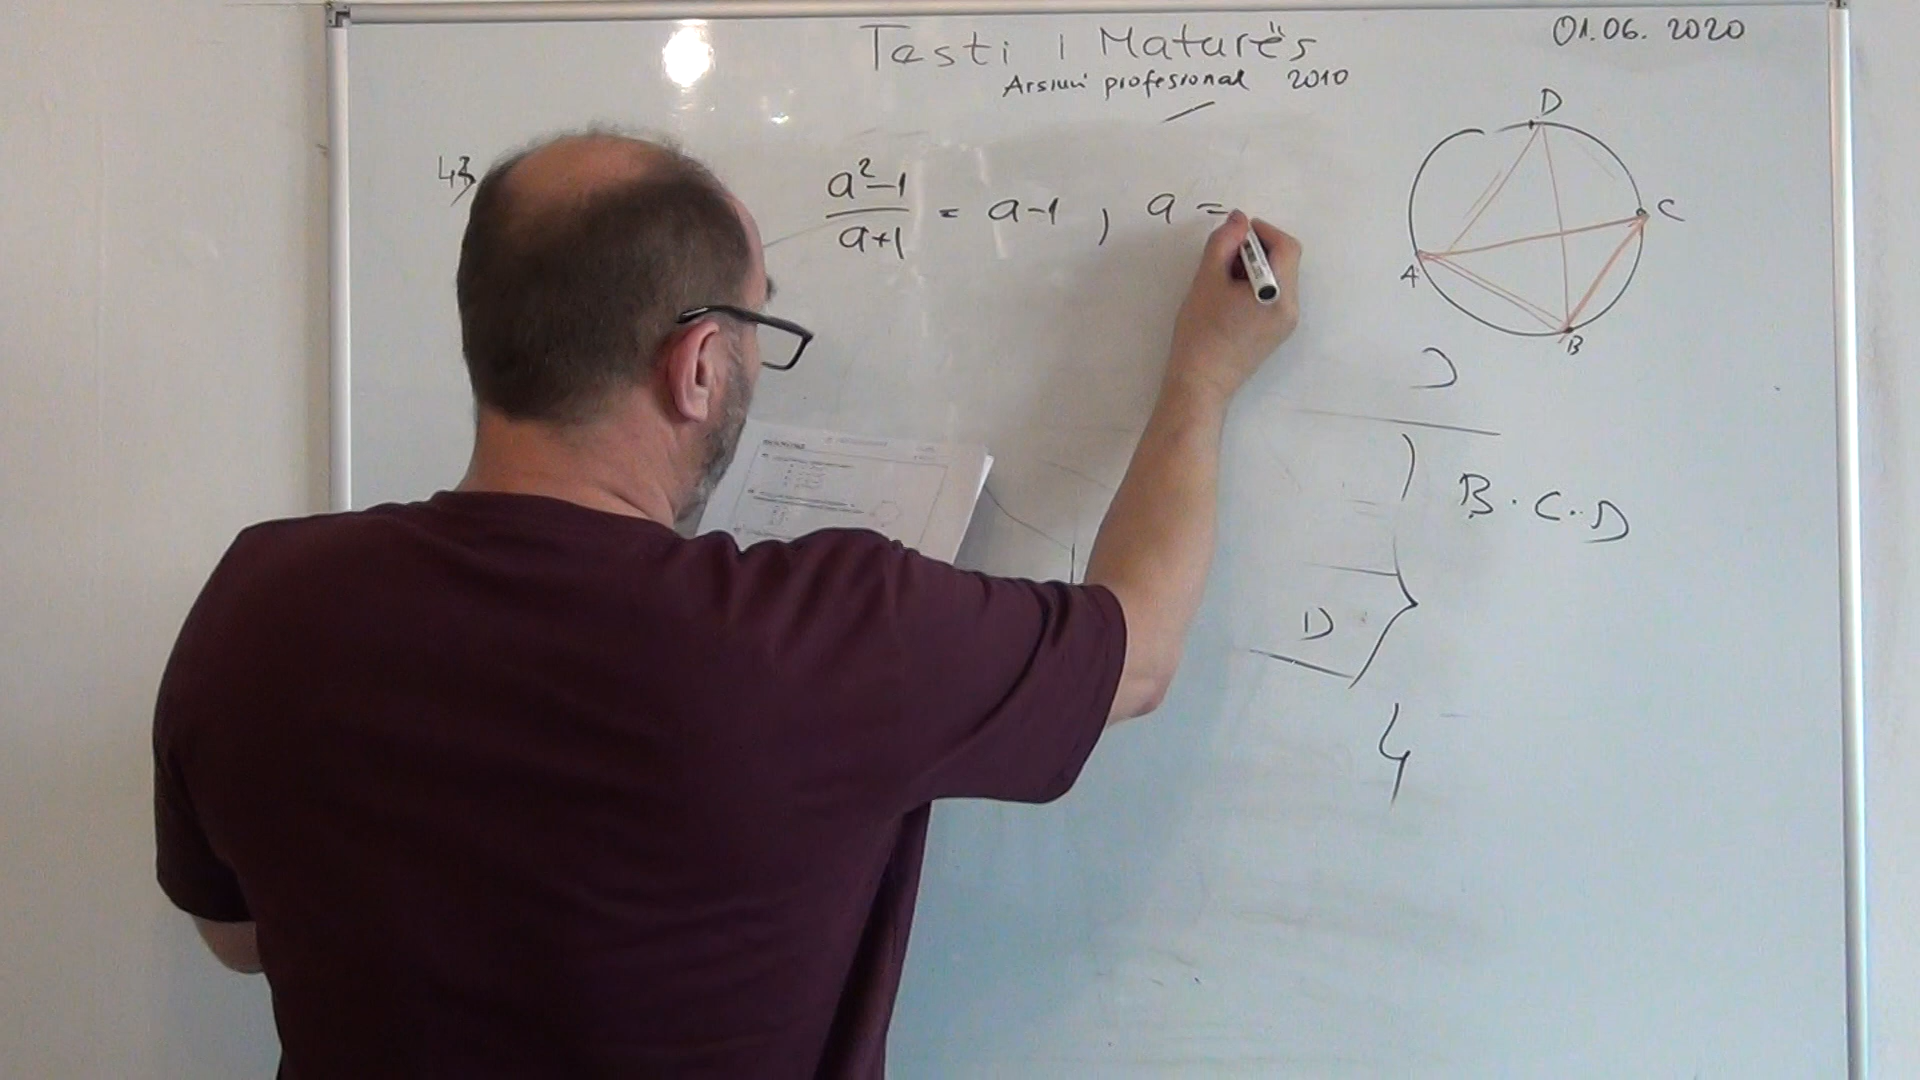 Testi i Maturës
01.06. 2020
Arsimi profesional 2010
43
a²-1 / a+1 = a-1 , a =
D
C
A
B
B. C. D
D